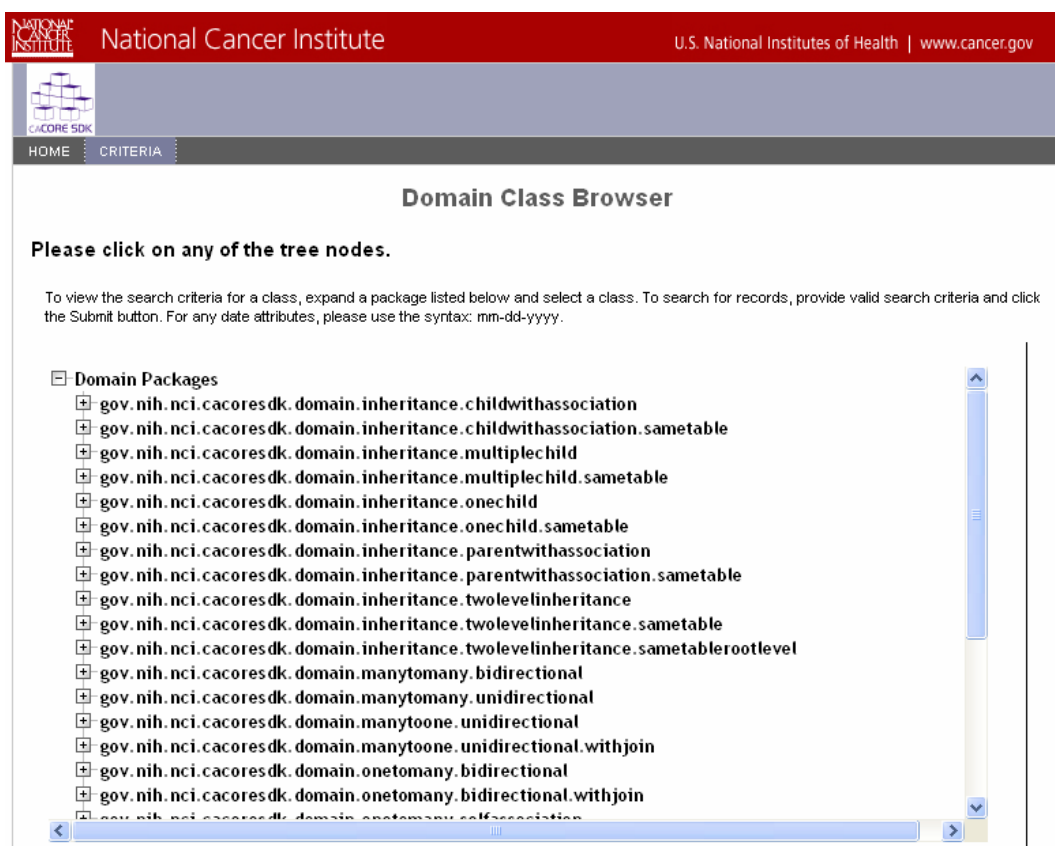 NATIONAL
CANCER
INSTITUTE
National Cancer Institute
U.S. National Institutes of Health | www.cancer.gov
CACORE SDK
HOME CRITERIA
Domain Class Browser
Please click on any of the tree nodes.
To view the search criteria for a class, expand a package listed below and select a class. To search for records, provide valid search criteria and click
the Submit button. For any date attributes, please use the syntax: mm-dd-yyyy.
Domain Packages
gov.nih.nci.cacoresdk.domain.inheritance.childwithassociation
gov.nih.nci.cacoresdk.domain.inheritance.childwithassociation.sametable
gov.nih.nci.cacoresdk.domain.inheritance.multiplechild
gov.nih.nci.cacoresdk.domain.inheritance.multiplechild.sametable
gov.nih.nci.cacoresdk.domain.inheritance.onechild
gov.nih.nci.cacoresdk.domain.inheritance.onechild.sametable
gov.nih.nci.cacoresdk.domain.inheritance.parentwithassociation
gov.nih.nci.cacoresdk.domain.inheritance.parentwithassociation.sametable
gov.nih.nci.cacoresdk.domain.inheritance.twolevelinheritance
gov.nih.nci.cacoresdk.domain.inheritance.twolevelinheritance.sametable
gov.nih.nci.cacoresdk.domain.inheritance.twolevelinheritance.sametablerootlevel
gov.nih.nci.cacoresdk.domain.manytomany.bidirectional
gov.nih.nci.cacoresdk.domain.manytomany.unidirectional
gov.nih.nci.cacoresdk.domain.manytoone.unidirectional
gov.nih.nci.cacoresdk.domain.manytoone.unidirectional.withjoin
gov.nih.nci.cacoresdk.domain.onetomany.bidirectional
gov.nih.nci.cacoresdk.domain.onetomany.bidirectional.withjoin
gov.nih.nci.cacoresdk.domain.onetomany.selfassociation